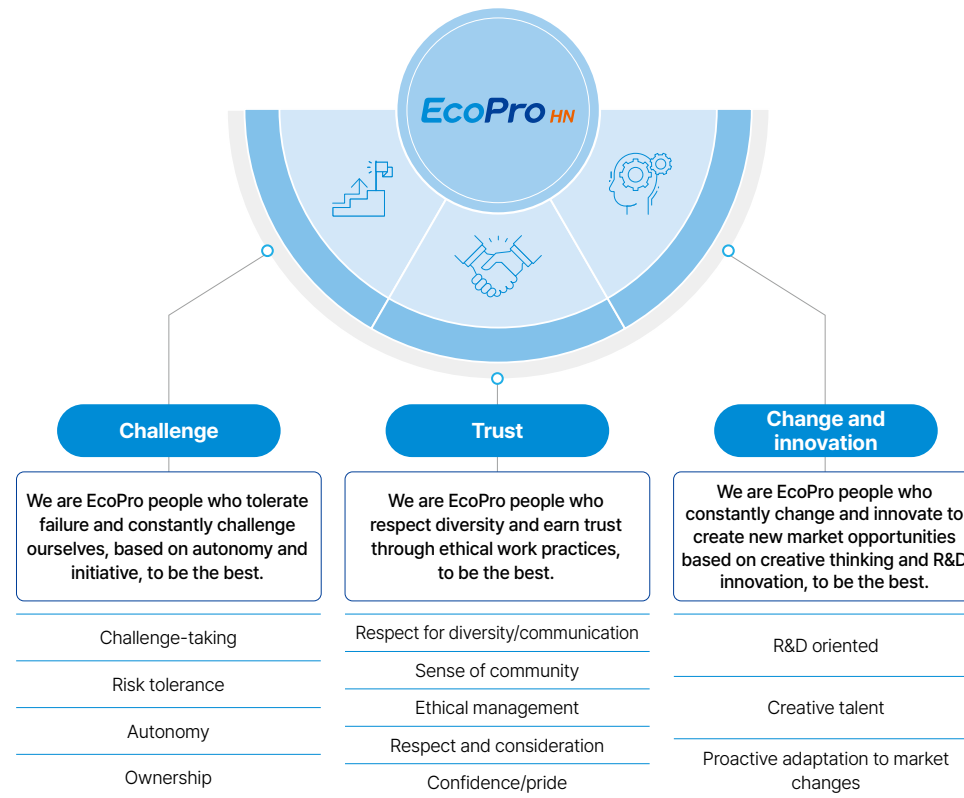 EcoPro HN
Challenge
We are EcoPro people who tolerate
failure and constantly challenge
ourselves, based on autonomy and
initiative, to be the best.
Challenge-taking
Risk tolerance
Autonomy
Ownership
Trust
We are EcoPro people who
respect diversity and earn trust
through ethical work practices,
to be the best.
Respect for diversity/communication
Sense of community
Ethical management
Respect and consideration
Confidence/pride
Change and
innovation
We are EcoPro people who
constantly change and innovate to
create new market opportunities
based on creative thinking and R&D
innovation, to be the best.
R&D oriented
Creative talent
Proactive adaptation to market
changes